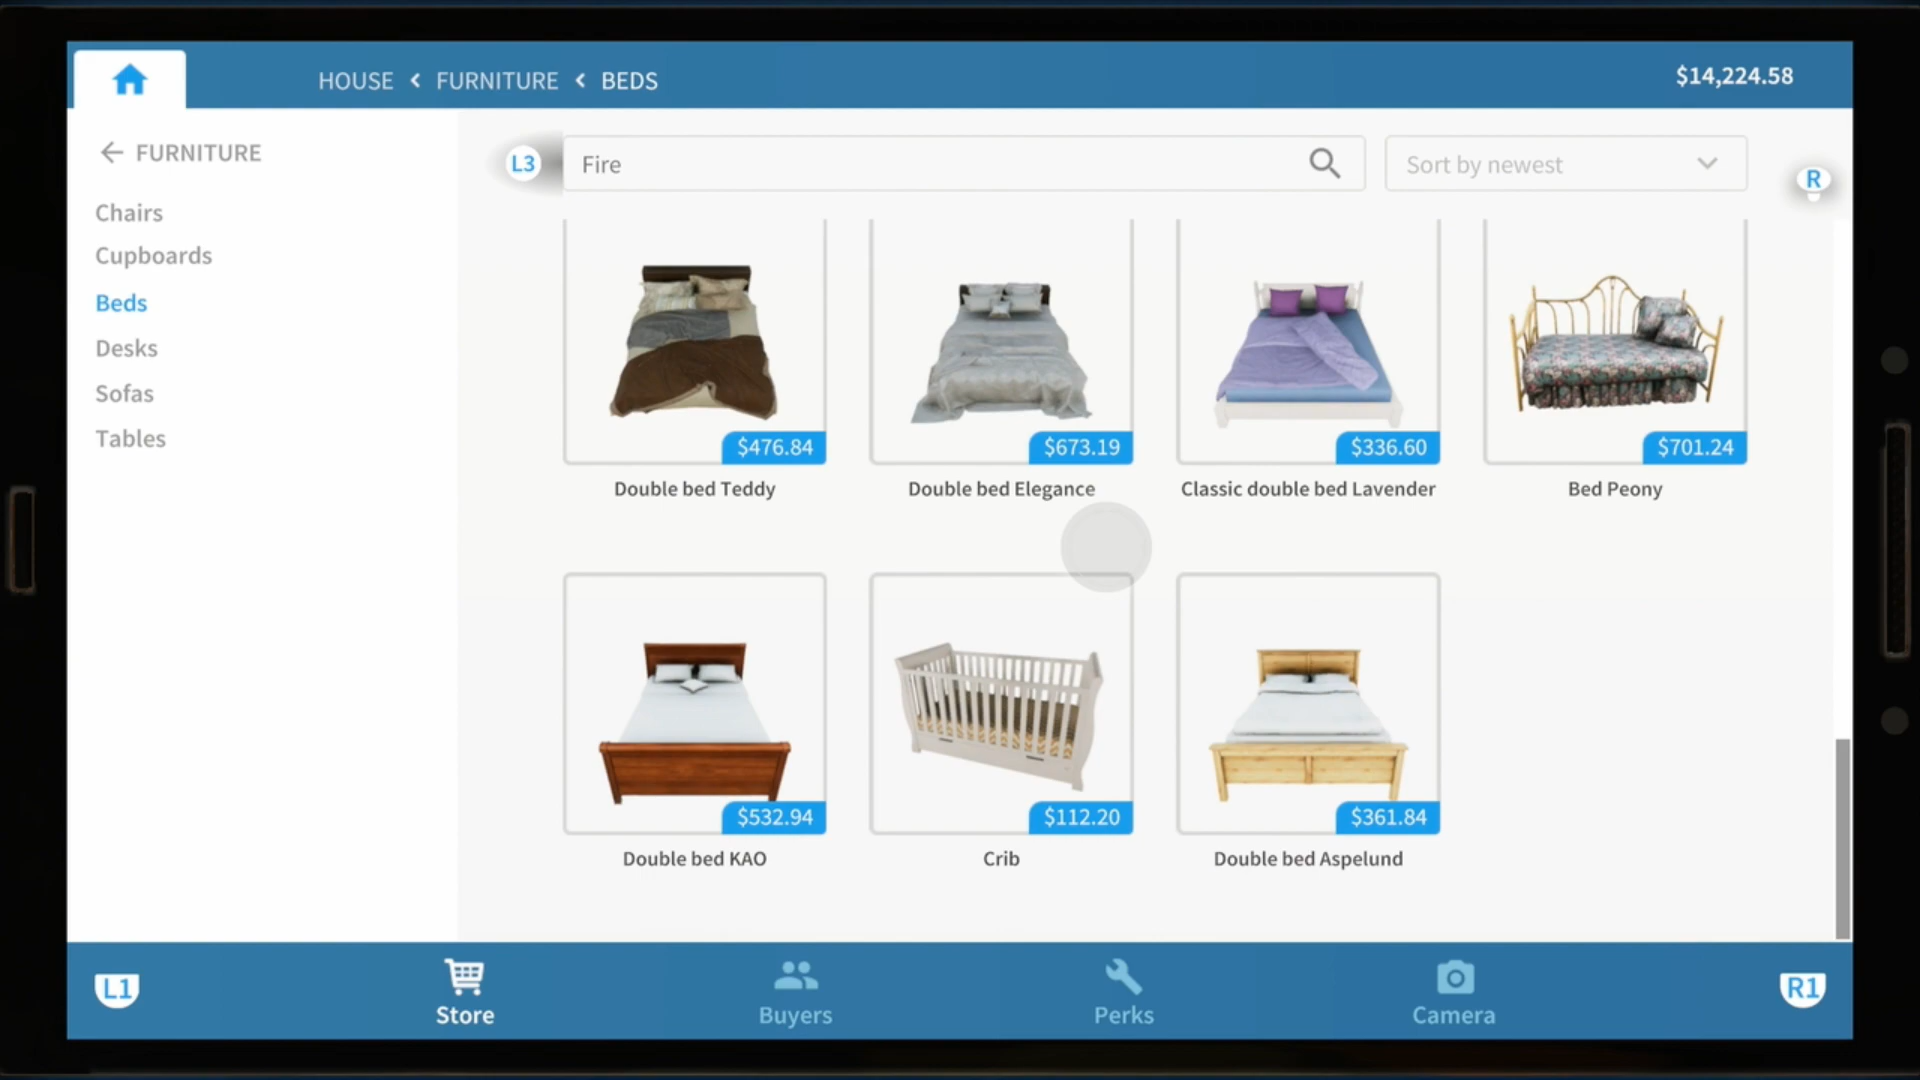 HOUSE FURNITURE BEDS
$14,224.58
FURNITURE
Chairs
Cupboards
Beds
Desks
Sofas
Tables
L3
Fire
Sort by newest
R
$476.84
$673.19
$336.60
$701.24
Double bed Teddy
Double bed Elegance
Classic double bed Lavender
Bed Peony
$532.94
$112.20
$361.84
Double bed KAO
Crib
Double bed Aspelund
L1
Store
Buyers
Perks
Camera
R1